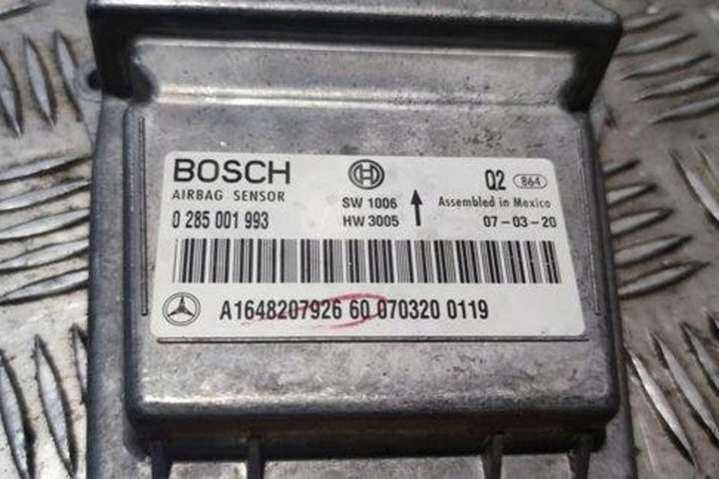 BOSCH
AIRBAG SENSOR
0 285 001 993
SW 1006
HW 3005
Q2 864
Assembled in Mexico
07-03-20
A1648207926 60 070320 0119